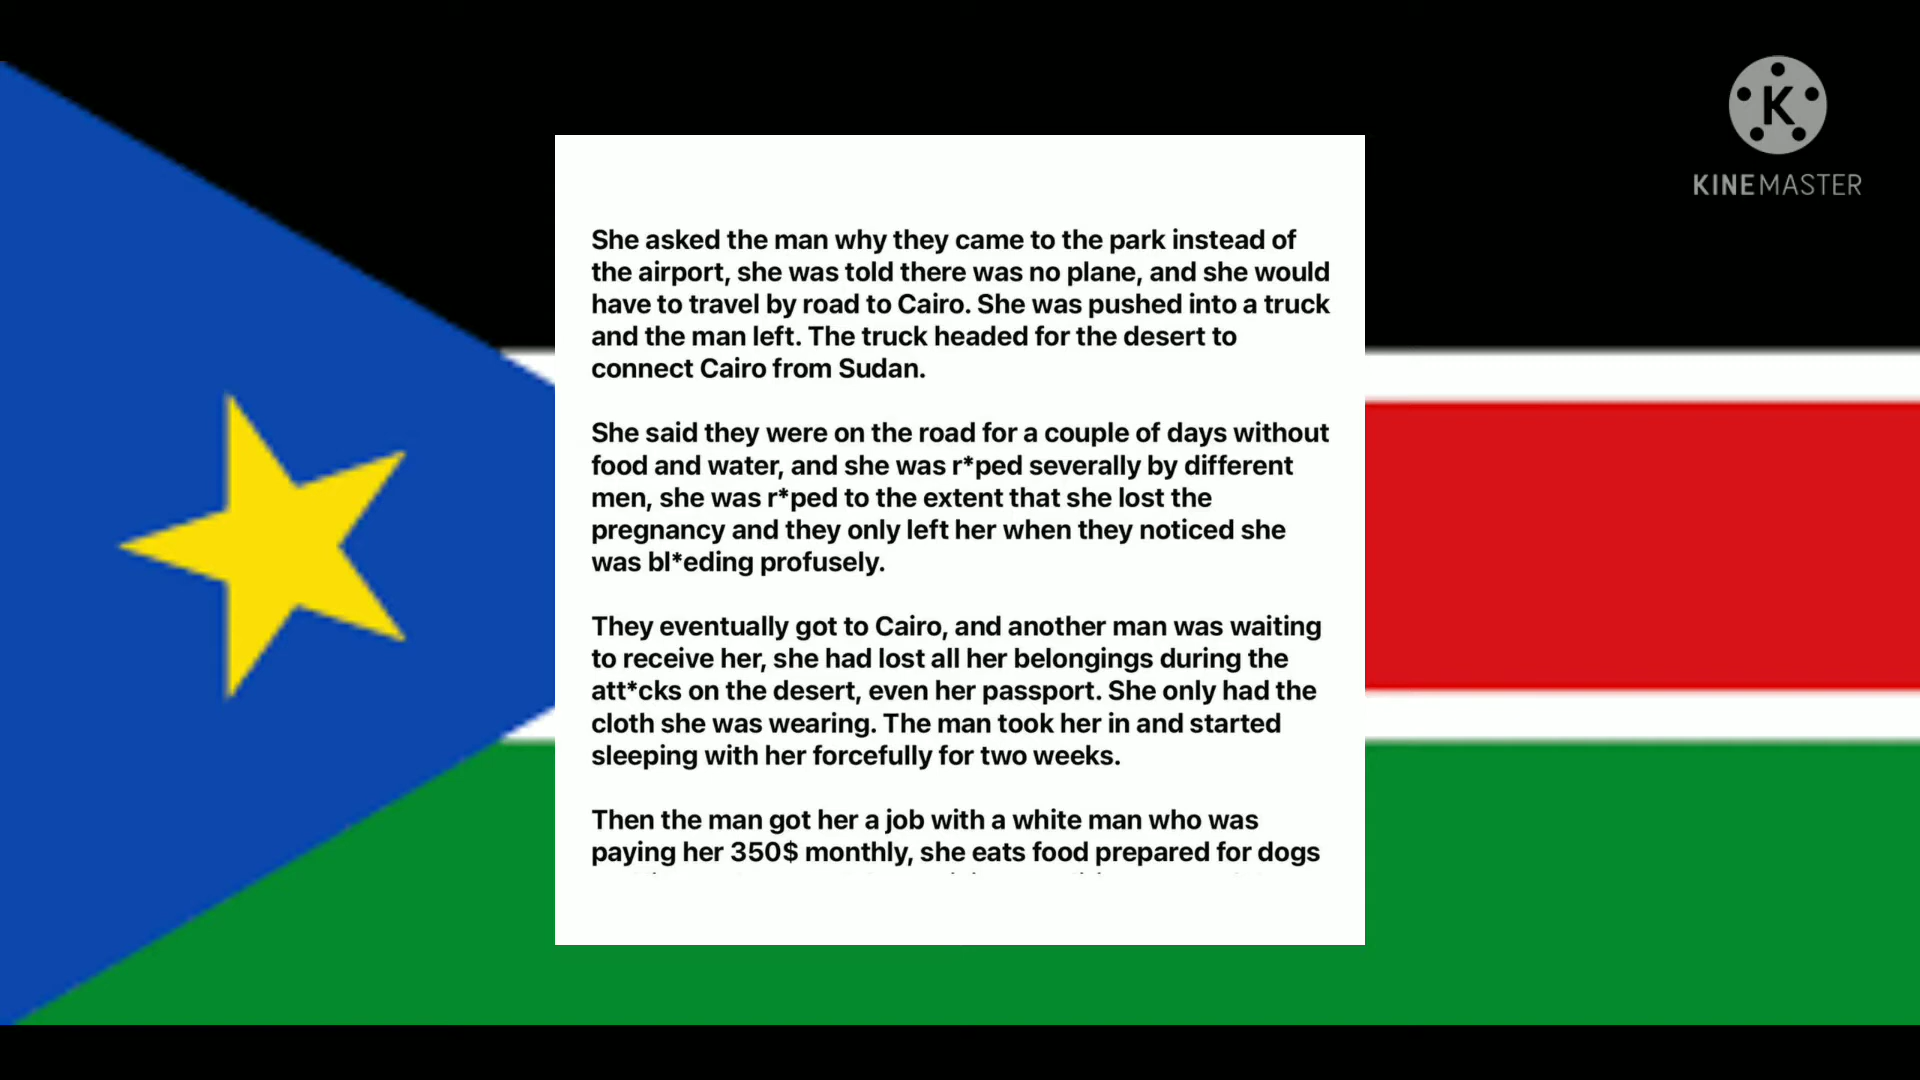 K
KINEMASTER
She asked the man why they came to the park instead of
the airport, she was told there was no plane, and she would
have to travel by road to Cairo. She was pushed into a truck
and the man left. The truck headed for the desert to
connect Cairo from Sudan.
She said they were on the road for a couple of days without
food and water, and she was r*ped severally by different
men, she was r*ped to the extent that she lost the
pregnancy and they only left her when they noticed she
was bl*eding profusely.
They eventually got to Cairo, and another man was waiting
to receive her, she had lost all her belongings during the
att*cks on the desert, even her passport. She only had the
cloth she was wearing. The man took her in and started
sleeping with her forcefully for two weeks.
Then the man got her a job with a white man who was
paying her 350$ monthly, she eats food prepared for dogs